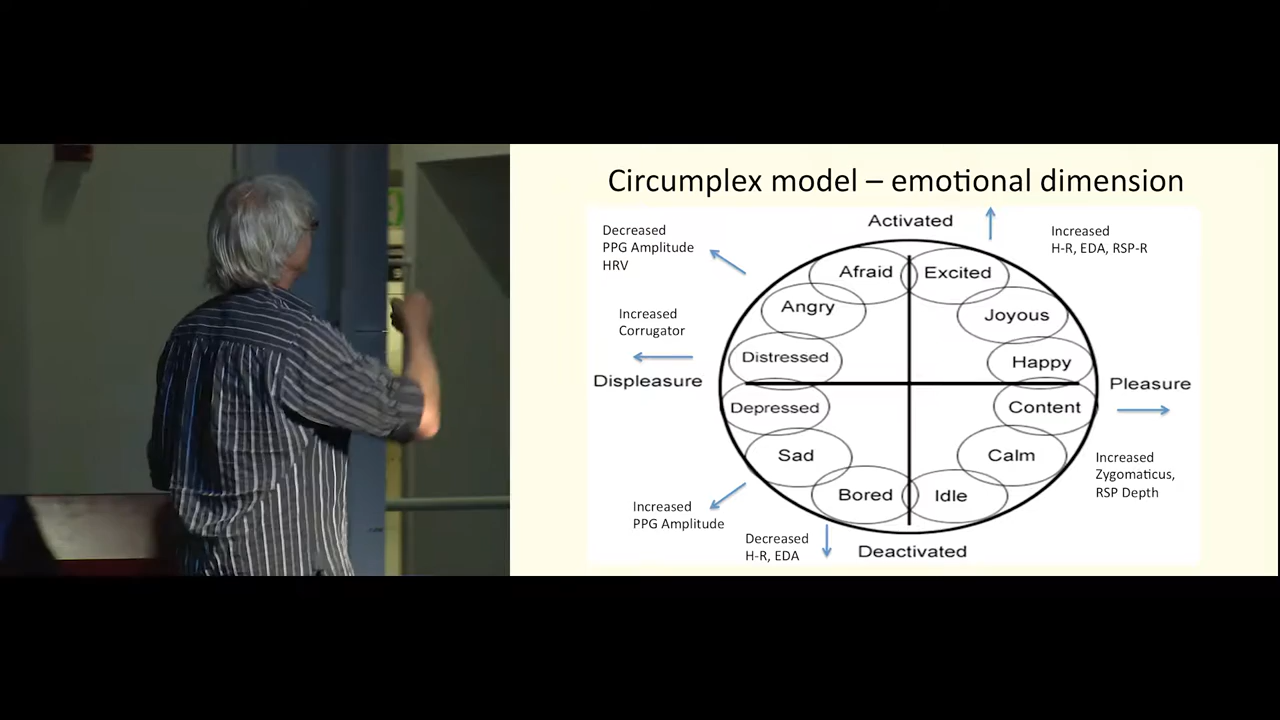 Circumplex model – emotional dimension
Activated
Decreased
PPG Amplitude
HRV
Increased
H-R, EDA, RSP-R
Afraid
Excited
Angry
Joyous
Increased
Corrugator
Distressed
Happy
Displeasure
Pleasure
Depressed
Content
Sad
Calm
Increased
Zygomaticus,
RSP Depth
Bored
Idle
Increased
PPG Amplitude
Decreased
H-R, EDA
Deactivated